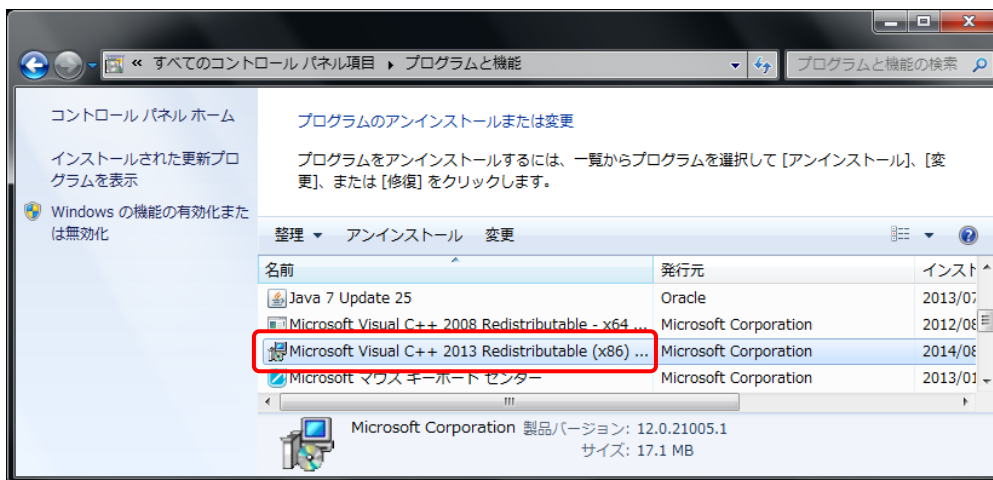 « すべてのコントロール パネル項目 ▸ プログラムと機能
プログラムと機能の検索
コントロール パネル ホーム
インストールされた更新プロ
グラムを表示
Windows の機能の有効化また
は無効化
プログラムのアンインストールまたは変更
プログラムをアンインストールするには、一覧からプログラムを選択して [アンインストール]、[変
更]、または [修復] をクリックします。
整理 ▼ アンインストール 変更
名前 発行元 インスト
Java 7 Update 25 Oracle 2013/07
Microsoft Visual C++ 2008 Redistributable - x64 ... Microsoft Corporation 2012/08
Microsoft Visual C++ 2013 Redistributable (x86) ... Microsoft Corporation 2014/08
Microsoft マウス キーボード センター Microsoft Corporation 2013/01
Microsoft Corporation 製品バージョン: 12.0.21005.1
サイズ: 17.1 MB